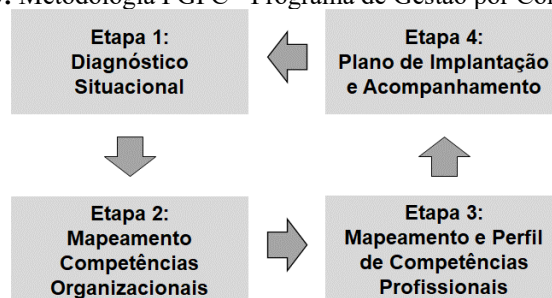 Metodologia PGPC - Programa de Gestão por
Etapa 1:
Diagnóstico
Situacional
Etapa 4:
Plano de Implantação
e Acompanhamento
Etapa 2:
Mapeamento
Competências
Organizacionais
Etapa 3:
Mapeamento e Perfil
de Competências
Profissionais